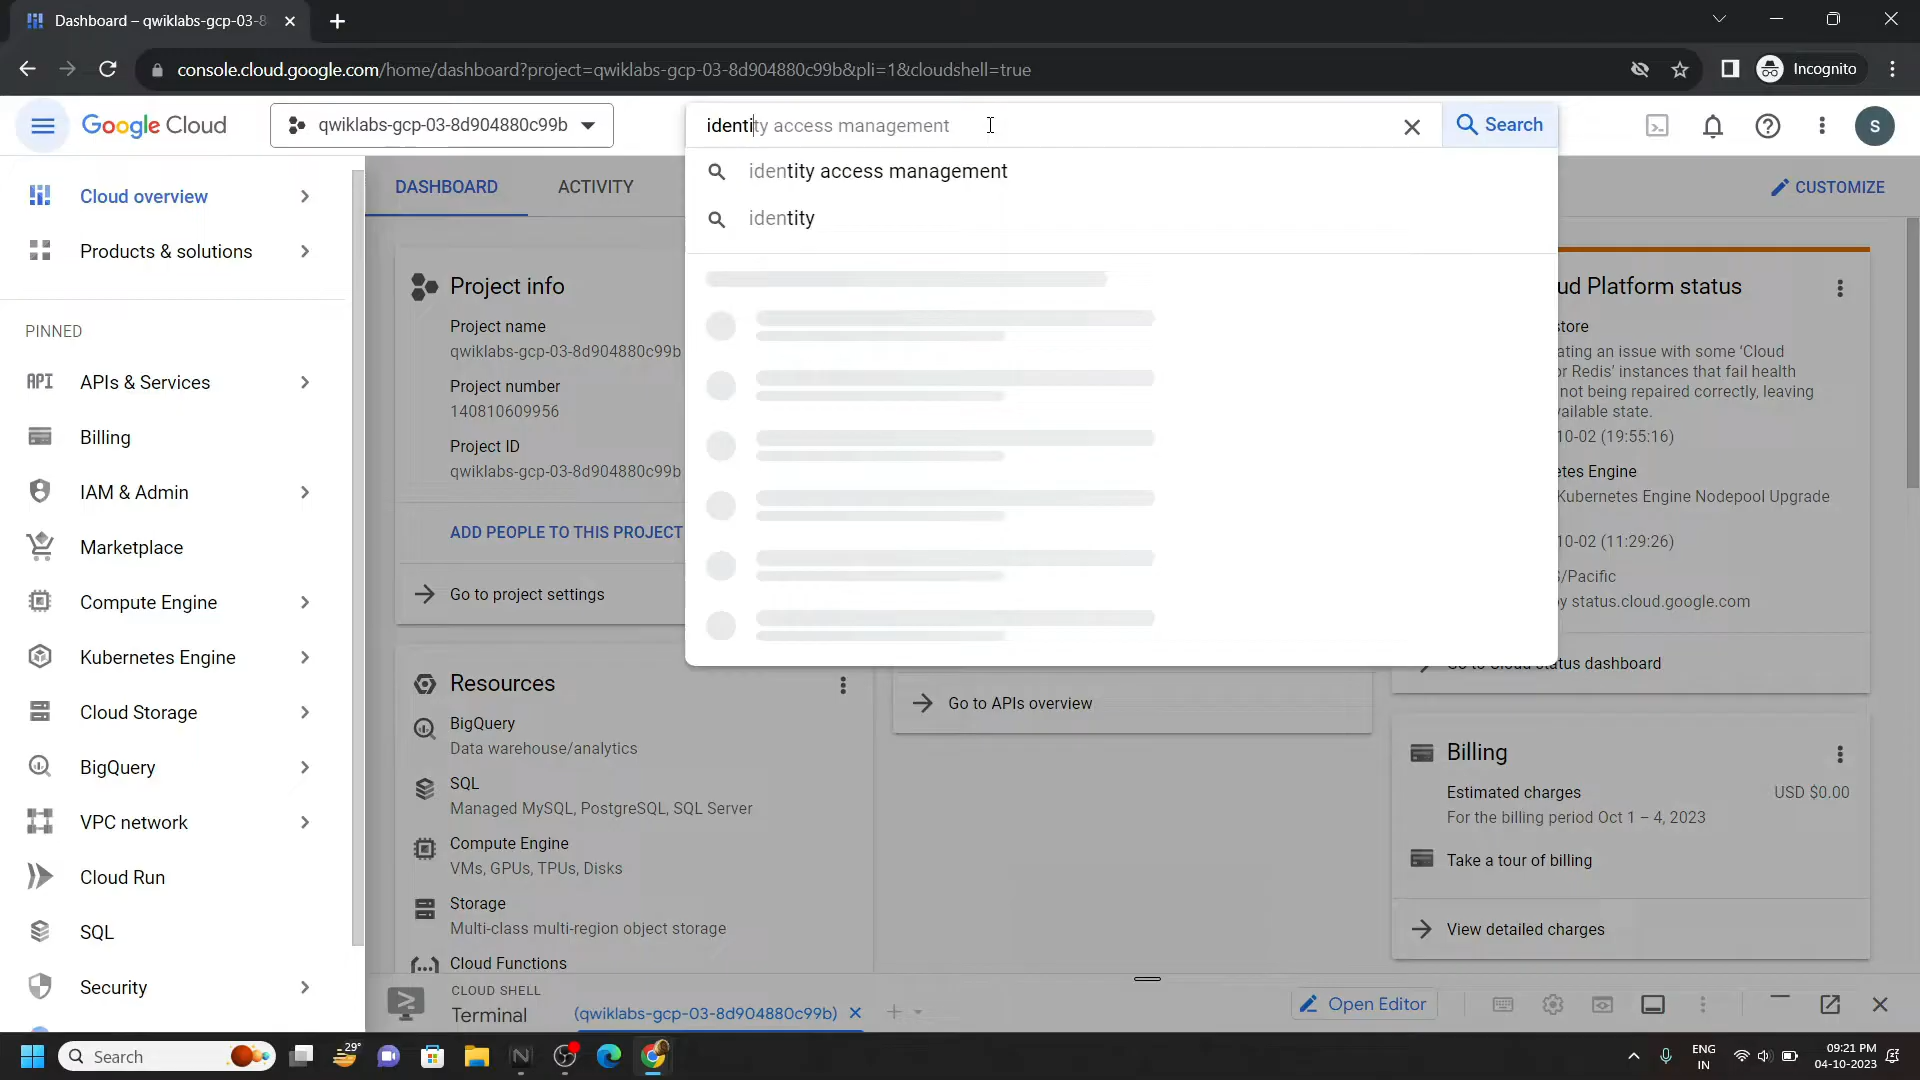 Dashboard – qwiklabs-gcp-03-8
console.cloud.google.com/home/dashboard?project=qwiklabs-gcp-03-8d904880c99b&pli=1&cloudshell=true
Incognito
Google Cloud
qwiklabs-gcp-03-8d904880c99b
identity access management
Search
S
identity access management
identity
Cloud overview
Products & solutions
PINNED
API
APIs & Services
Billing
IAM & Admin
Marketplace
Compute Engine
Kubernetes Engine
Cloud Storage
BigQuery
VPC network
Cloud Run
SQL
Security
DASHBOARD
ACTIVITY
CUSTOMIZE
Project info
Project name
qwiklabs-gcp-03-8d904880c99b
Project number
140810609956
Project ID
qwiklabs-gcp-03-8d904880c99b
ADD PEOPLE TO THIS PROJECT
Go to project settings
Resources
BigQuery
Data warehouse/analytics
SQL
Managed MySQL, PostgreSQL, SQL Server
Compute Engine
VMs, GPUs, TPUs, Disks
Storage
Multi-class multi-region object storage
Cloud Functions
Go to APIs overview
ud Platform status
store
ating an issue with some ‘Cloud
or Redis’ instances that fail health
not being repaired correctly, leaving
vailable state.
10-02 (19:55:16)
etes Engine
Kubernetes Engine Nodepool Upgrade
10-02 (11:29:26)
S/Pacific
by status.cloud.google.com
Go to Cloud status dashboard
Billing
Estimated charges
USD $0.00
For the billing period Oct 1 – 4, 2023
Take a tour of billing
View detailed charges
CLOUD SHELL
Terminal
(qwiklabs-gcp-03-8d904880c99b)
Open Editor
Search
29°
ENG
IN
09:21 PM
04-10-2023